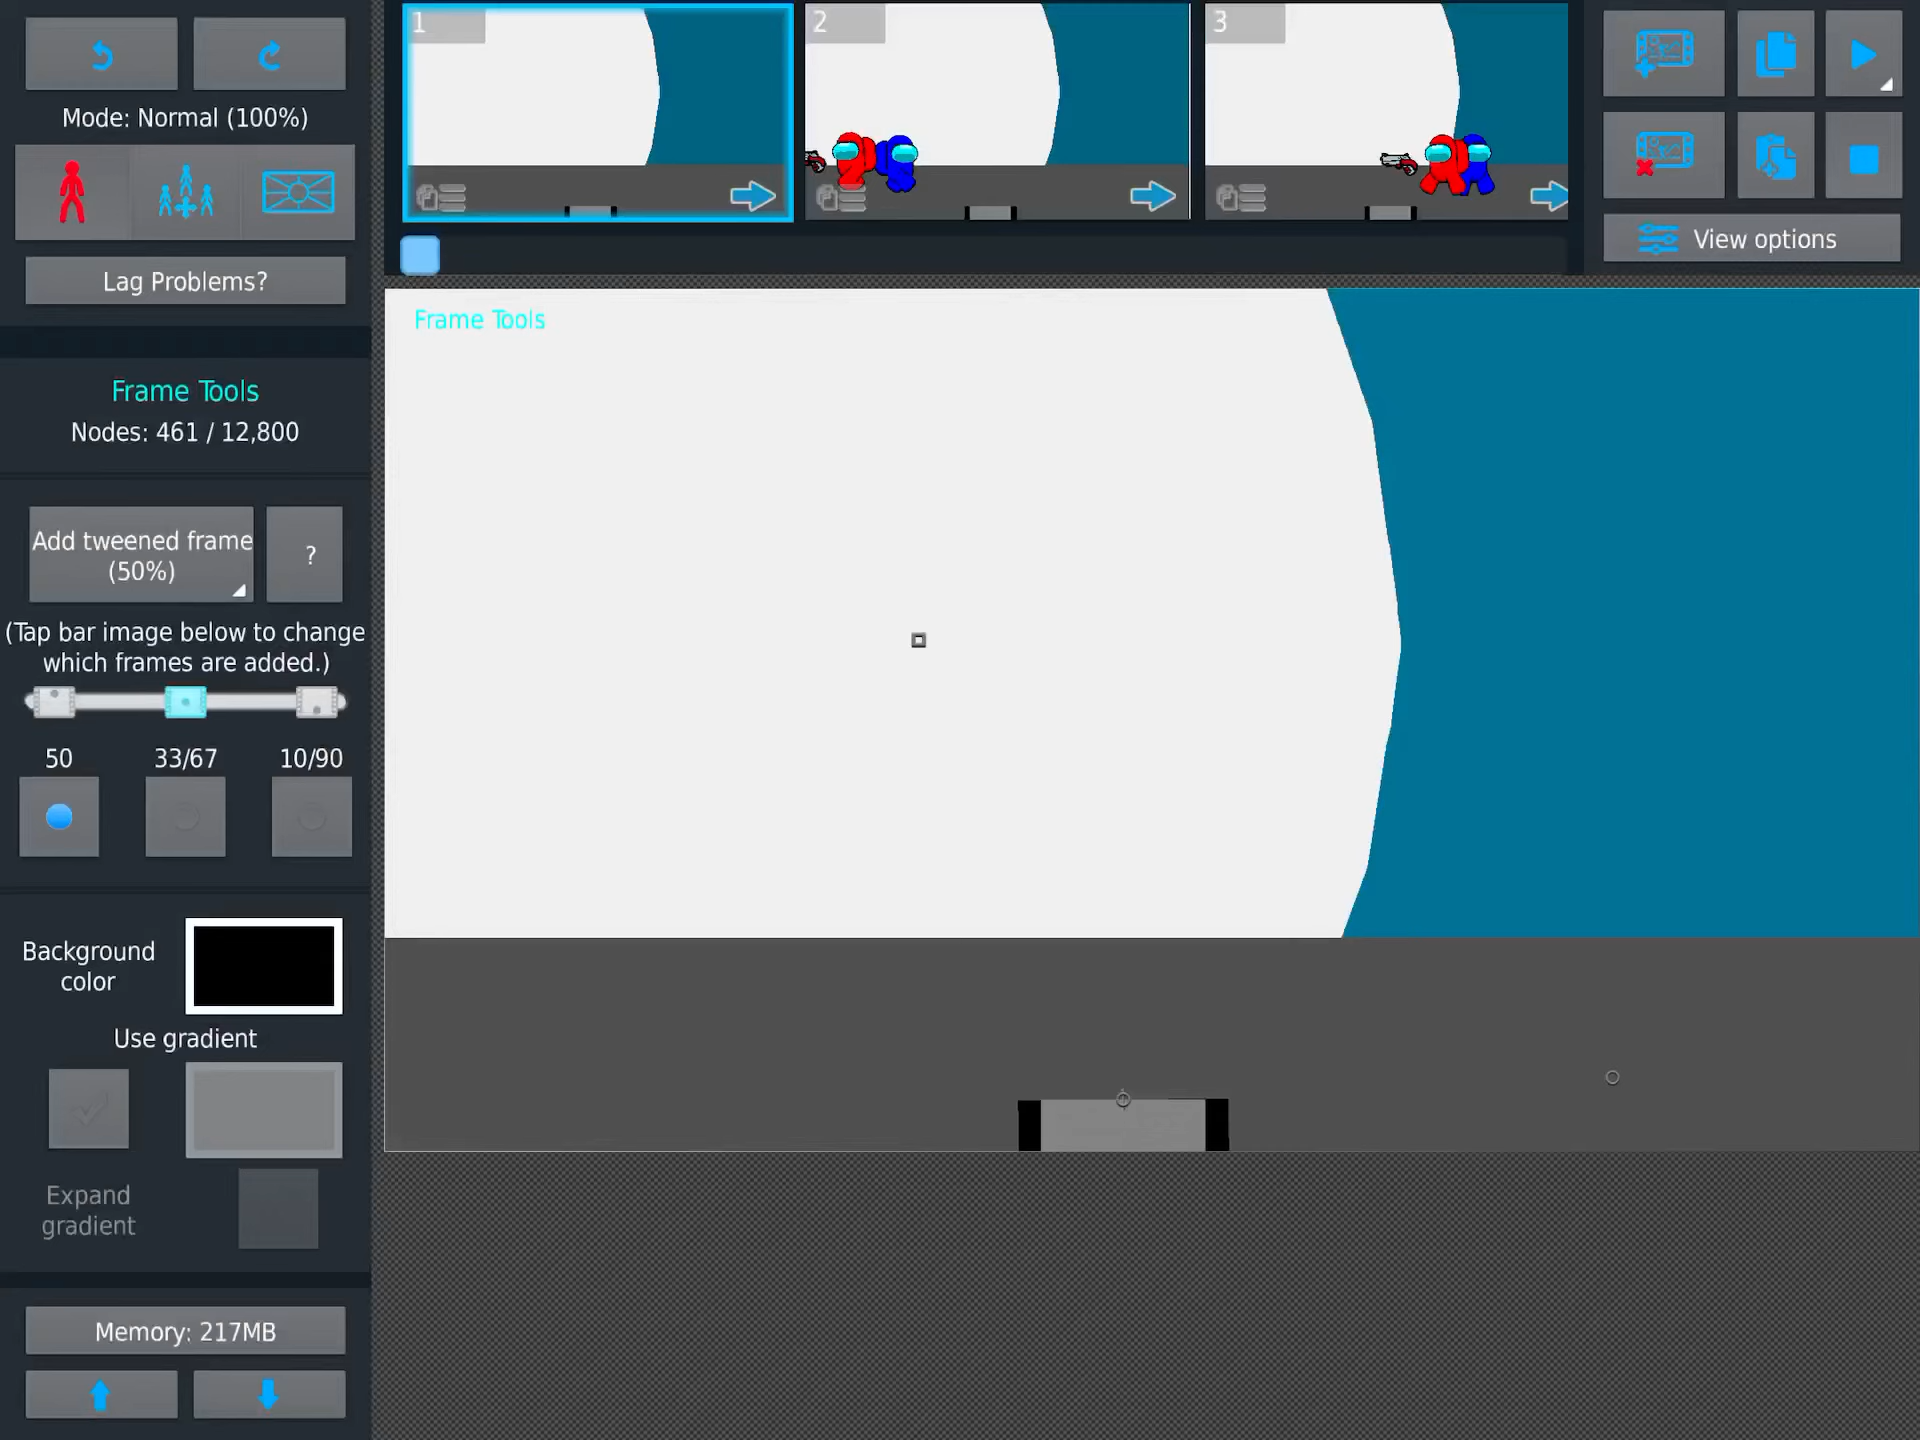 1
2
3
Mode: Normal (100%)
Lag Problems?
View options
Frame Tools
Frame Tools
Nodes: 461 / 12,800
Add tweened frame
(50%)
?
(Tap bar image below to change
which frames are added.)
50
33/67
10/90
Background
color
Use gradient
Expand
gradient
Memory: 217MB